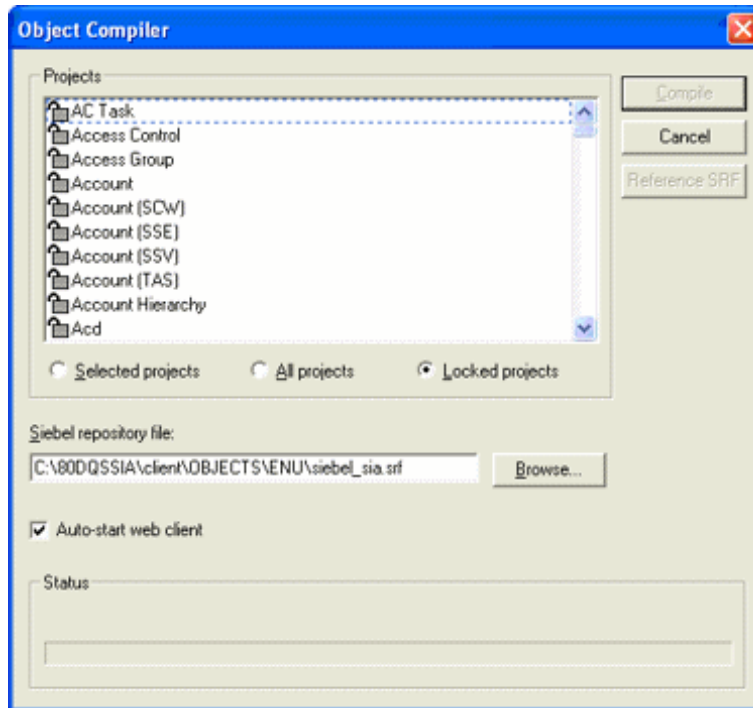 Object Compiler
Projects
AC Task
Access Control
Access Group
Account
Account (SCW)
Account (SSE)
Account (SSV)
Account (TAS)
Account Hierarchy
Acd
Compile
Cancel
Reference SRF
Selected projects
All projects
Locked projects
Siebel repository file:
C:\80DQSSIA\client\OBJECTS\ENU\siebel_sia.srf
Browse...
Auto-start web client
Status